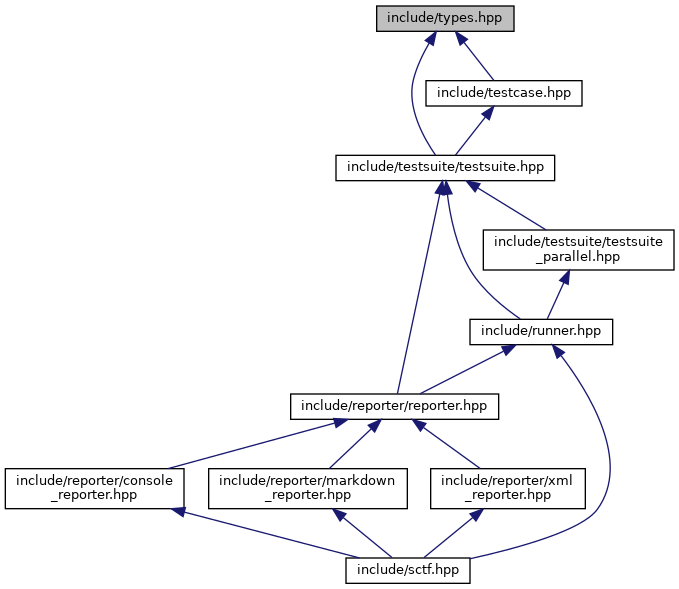 include/types.hpp
include/testcase.hpp
include/testsuite/testsuite.hpp
include/testsuite/testsuite
_parallel.hpp
include/runner.hpp
include/reporter/reporter.hpp
include/reporter/console
_reporter.hpp
include/reporter/markdown
_reporter.hpp
include/reporter/xml
_reporter.hpp
include/sctf.hpp